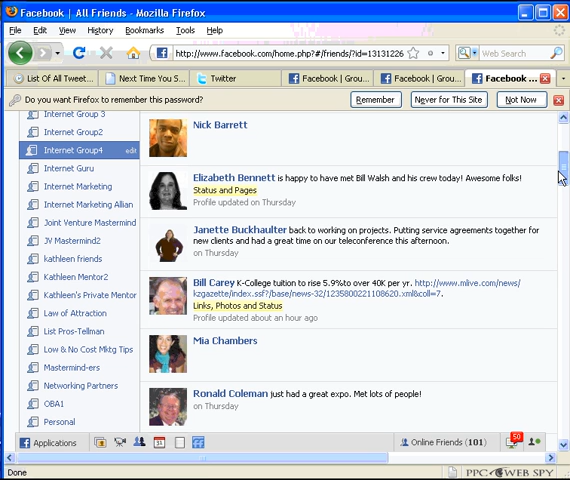 Facebook | All Friends - Mozilla Firefox
File Edit View History Bookmarks Tools Help
http://www.facebook.com/home.php?#/friends/?id=13131226
Web Search
List Of All Tweet...
Next Time You S...
Twitter
Facebook | Grou...
Facebook | Grou...
Facebook ...
Do you want Firefox to remember this password?
Remember
Never for This Site
Not Now
Internet Group 3
Internet Group2
Internet Group4 edit
Internet Guru
Internet Marketing
Internet Marketing Allian
Joint Venture Mastermind
JV Mastermind2
kathleen friends
Kathleen Mentor2
Kathleen's Private Mentor
Law of Attraction
List Pros-Tellman
Low & No Cost Mktg Tips
Mastermind-ers
Networking Partners
OBA1
Personal
Nick Barrett
Elizabeth Bennett is happy to have met Bill Walsh and his crew today! Awesome folks!
Status and Pages
Profile updated on Thursday
Janette Buckhaulter back to working on projects. Putting service agreements together for
new clients and had a great time on our teleconference this afternoon.
on Thursday
Bill Carey K-College tuition to rise 5.9%to over 40K per yr. http://www.mlive.com/news/
kzgazette/index.ssf?/base/news-32/1235800221108620.xml&coll=7.
Links, Photos and Status
Profile updated about an hour ago
Mia Chambers
Ronald Coleman just had a great expo. Met lots of people!
on Thursday
Applications
31
Online Friends (101)
50
Done
PPC WEB SPY